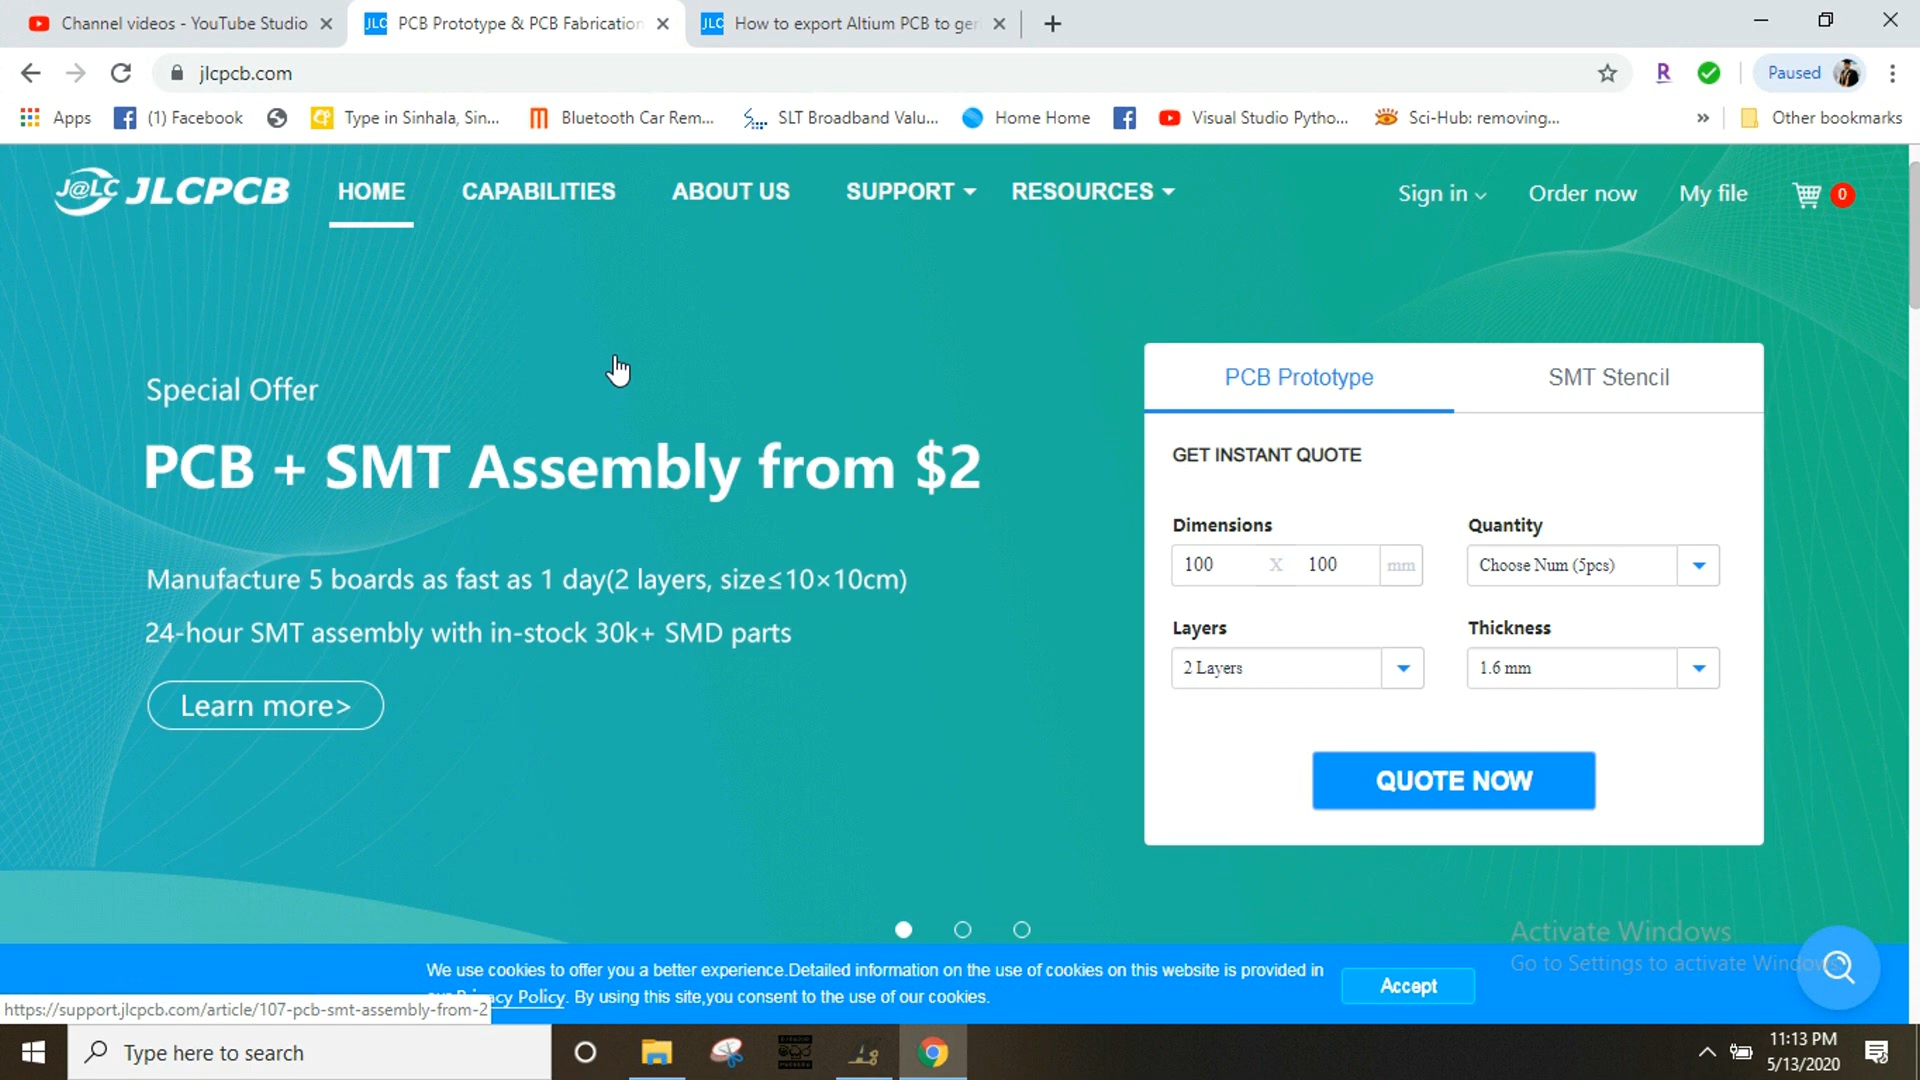 Channel videos - YouTube Studio
PCB Prototype & PCB Fabrication
How to export Altium PCB to ger
jlcpcb.com
Paused
Apps
(1) Facebook
Type in Sinhala, Sin...
Bluetooth Car Rem...
SLT Broadband Valu...
Home Home
Visual Studio Pytho...
Sci-Hub: removing...
Other bookmarks
J@LC JLCPCB
HOME
CAPABILITIES
ABOUT US
SUPPORT
RESOURCES
Sign in
Order now
My file
0
Special Offer
PCB + SMT Assembly from $2
Manufacture 5 boards as fast as 1 day(2 layers, size≤10×10cm)
24-hour SMT assembly with in-stock 30k+ SMD parts
Learn more>
PCB Prototype
SMT Stencil
GET INSTANT QUOTE
Dimensions
Quantity
100 X 100 mm
Choose Num (5pcs)
Layers
Thickness
2 Layers
1.6 mm
QUOTE NOW
Activate Windows
Go to Settings to activate Windows
We use cookies to offer you a better experience.Detailed information on the use of cookies on this website is provided in
our Privacy Policy. By using this site,you consent to the use of our cookies.
Accept
https://support.jlcpcb.com/article/107-pcb-smt-assembly-from-2
Type here to search
11:13 PM
5/13/2020